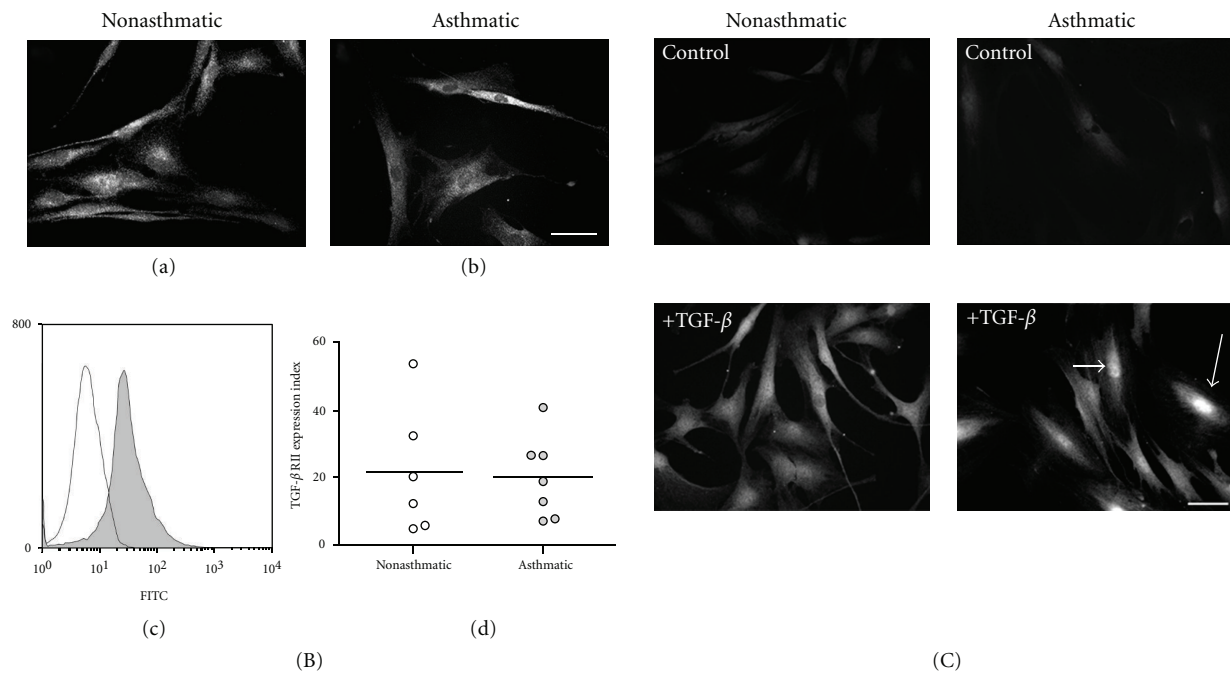 Nonasthmatic
Asthmatic
(a)
(b)
800
0
10⁰ 10¹ 10² 10³ 10⁴
FITC
(c)
TGF-β RII expression index
60
40
20
0
Nonasthmatic Asthmatic
(d)
(B)
Nonasthmatic
Asthmatic
Control
Control
+TGF-β
+TGF-β
(C)